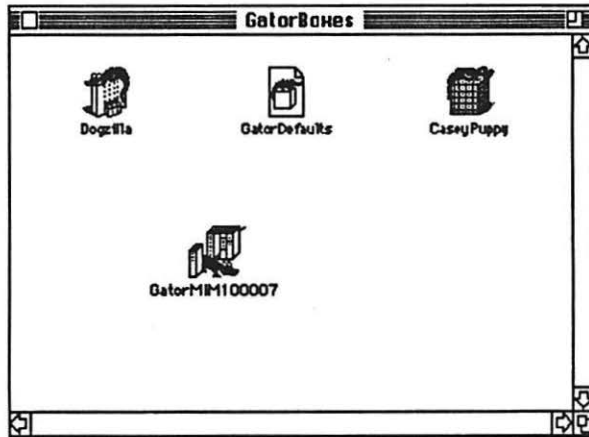 GatorBoxes
Dogzilla
GatorDefaults
CaseyPuppy
GatorMIM100007